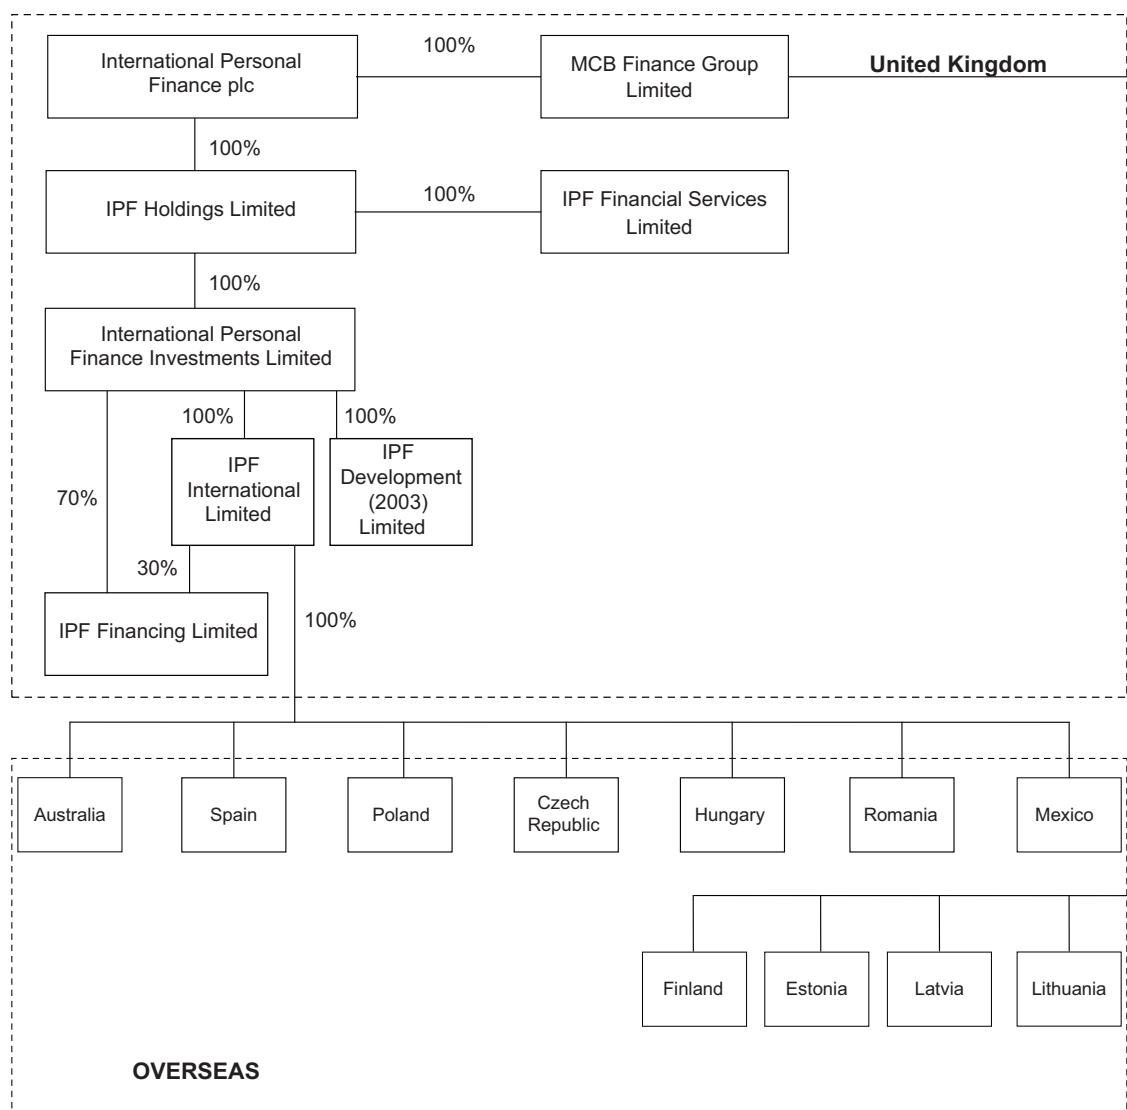 International Personal
Finance plc
100%
MCB Finance Group
Limited
United Kingdom
100%
IPF Holdings Limited
100%
IPF Financial Services
Limited
100%
International Personal
Finance Investments Limited
100%
100%
IPF
International
Limited
IPF
Development
(2003)
Limited
70%
30%
IPF Financing Limited
100%
Australia
Spain
Poland
Czech
Republic
Hungary
Romania
Mexico
Finland
Estonia
Latvia
Lithuania
OVERSEAS